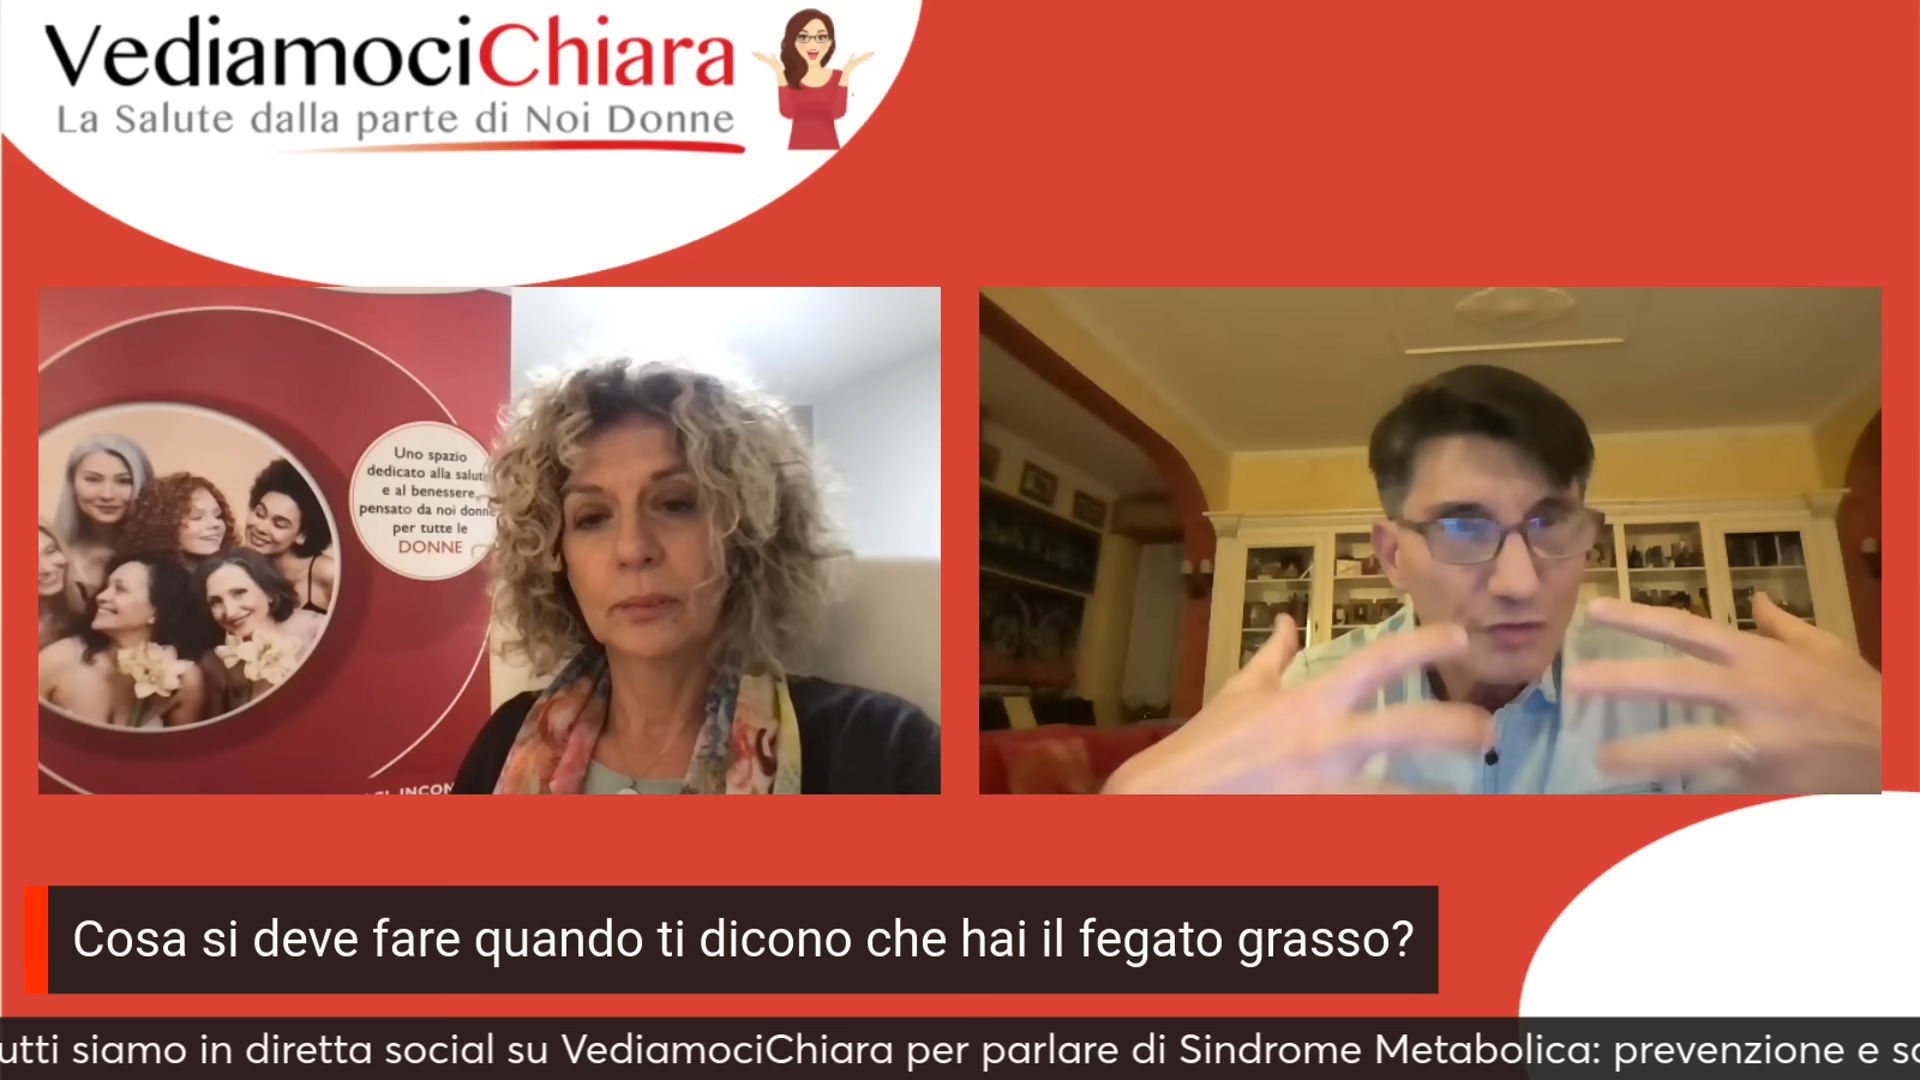 VediamociChiara
La Salute dalla parte di Noi Donne
Uno spazio
dedicato alla salut
e al benessere
pensato da noi donne
per tutte le
DONNE
INCON
Cosa si deve fare quando ti dicono che hai il fegato grasso?
utti siamo in diretta social su VediamociChiara per parlare di Sindrome Metabolica: prevenzione e